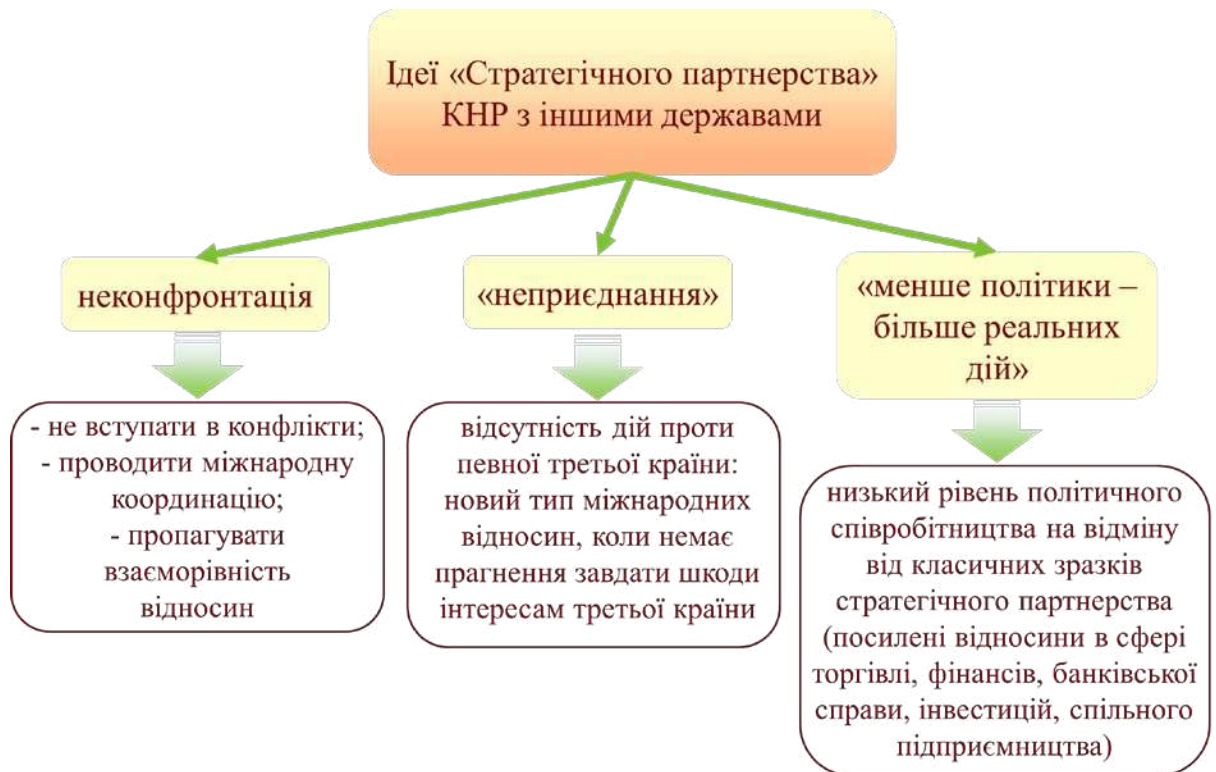 Ідеї «Стратегічного партнерства»
КНР з іншими державами
неконфронтація
- не вступати в конфлікти;
- проводити міжнародну
координацію;
- пропагувати
взаєморівність
відносин
«неприєднання»
відсутність дій проти
певної третьої країни:
новий тип міжнародних
відносин, коли немає
прагнення завдати шкоди
інтересам третьої країни
«менше політики –
більше реальних
дій»
низький рівень політичного
співробітництва на відміну
від класичних зразків
стратегічного партнерства
(посилені відносини в сфері
торгівлі, фінансів, банківської
справи, інвестицій, спільного
підприємництва)